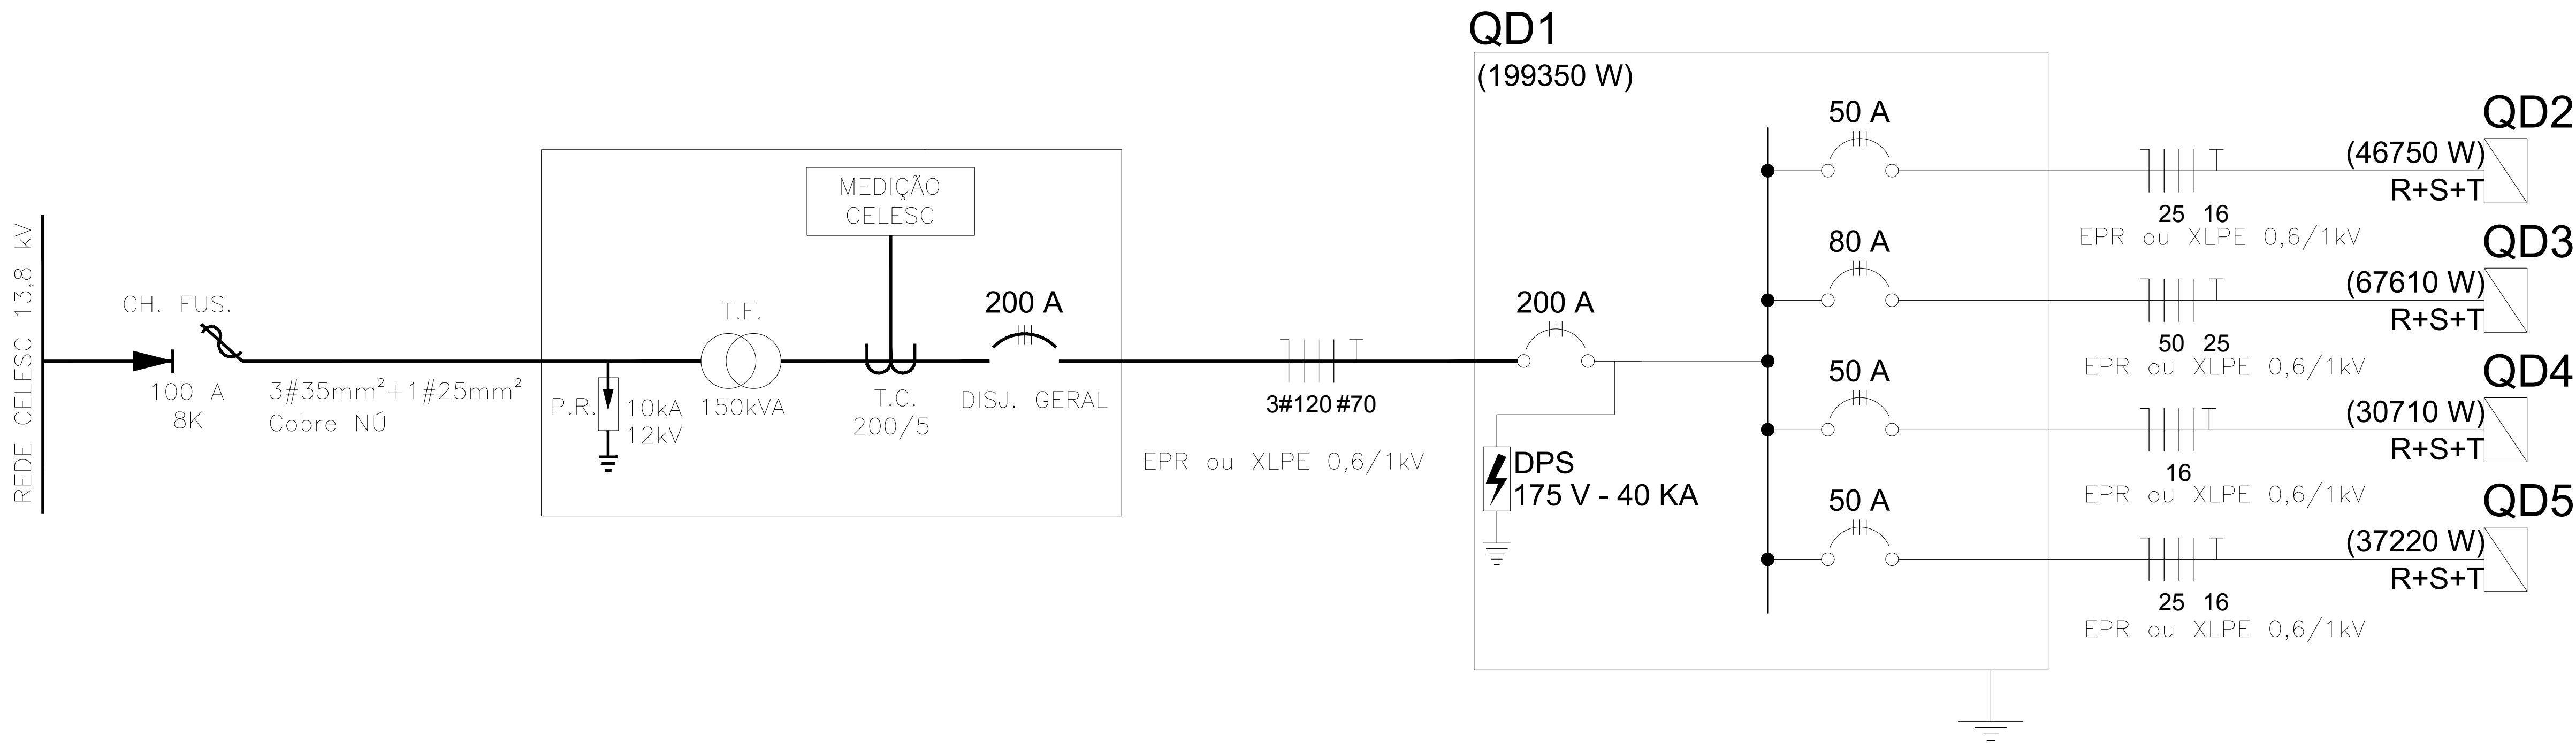 REDE CELESC 13,8 kV
CH. FUS.
100 A
8K
3#35mm²+1#25mm²
Cobre NÚ
P.R.
10kA
12kV
T.F.
150kVA
MEDIÇÃO
CELESC
T.C.
200/5
200 A
DISJ. GERAL
3#120 #70
EPR ou XLPE 0,6/1kV
QD1
(199350 W)
200 A
DPS
175 V - 40 KA
50 A
25 16
EPR ou XLPE 0,6/1kV
QD2
(46750 W)
R+S+T
80 A
50 25
EPR ou XLPE 0,6/1kV
QD3
(67610 W)
R+S+T
50 A
16
EPR ou XLPE 0,6/1kV
QD4
(30710 W)
R+S+T
50 A
25 16
EPR ou XLPE 0,6/1kV
QD5
(37220 W)
R+S+T